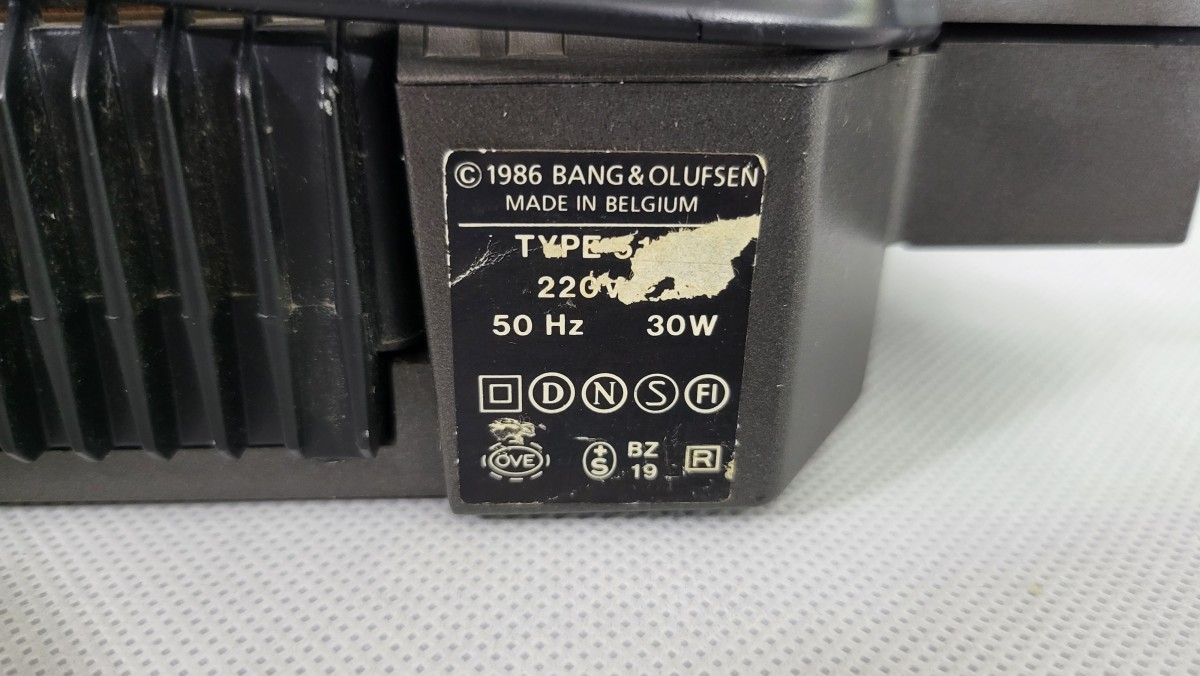 © 1986 BANG & OLUFSEN
MADE IN BELGIUM
TYPE
220V
50 Hz 30W
D N S FI
ÖVE +S BZ R
19